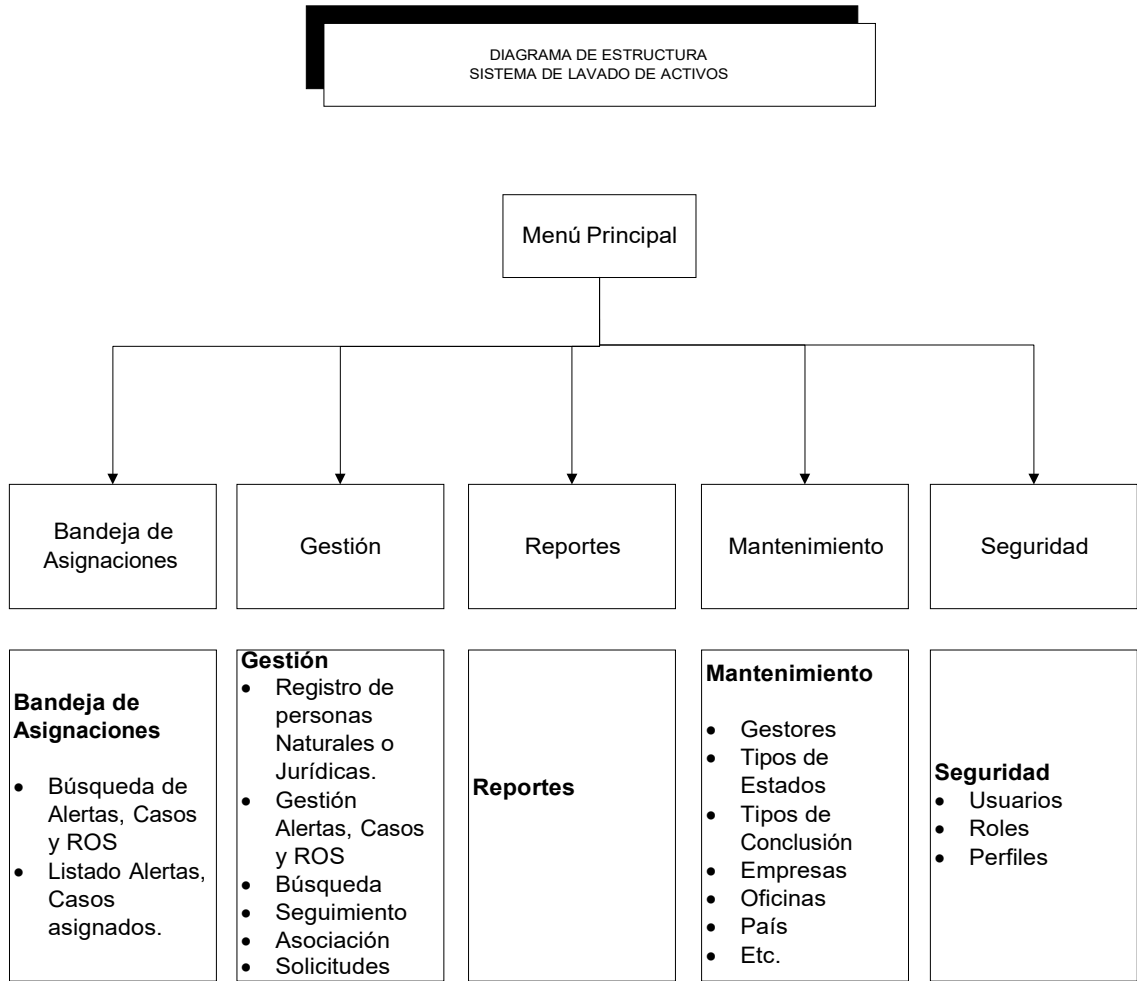 DIAGRAMA DE ESTRUCTURA
SISTEMA DE LAVADO DE ACTIVOS
Menú Principal
Bandeja de
Asignaciones
Gestión
Reportes
Mantenimiento
Seguridad
Bandeja de
Asignaciones
• Búsqueda de
Alertas, Casos
y ROS
• Listado Alertas,
Casos
asignados.
Gestión
• Registro de
personas
Naturales o
Jurídicas.
• Gestión
Alertas, Casos
y ROS
• Búsqueda
• Seguimiento
• Asociación
• Solicitudes
Reportes
Mantenimiento
• Gestores
• Tipos de
Estados
• Tipos de
Conclusión
• Empresas
• Oficinas
• País
• Etc.
Seguridad
• Usuarios
• Roles
• Perfiles